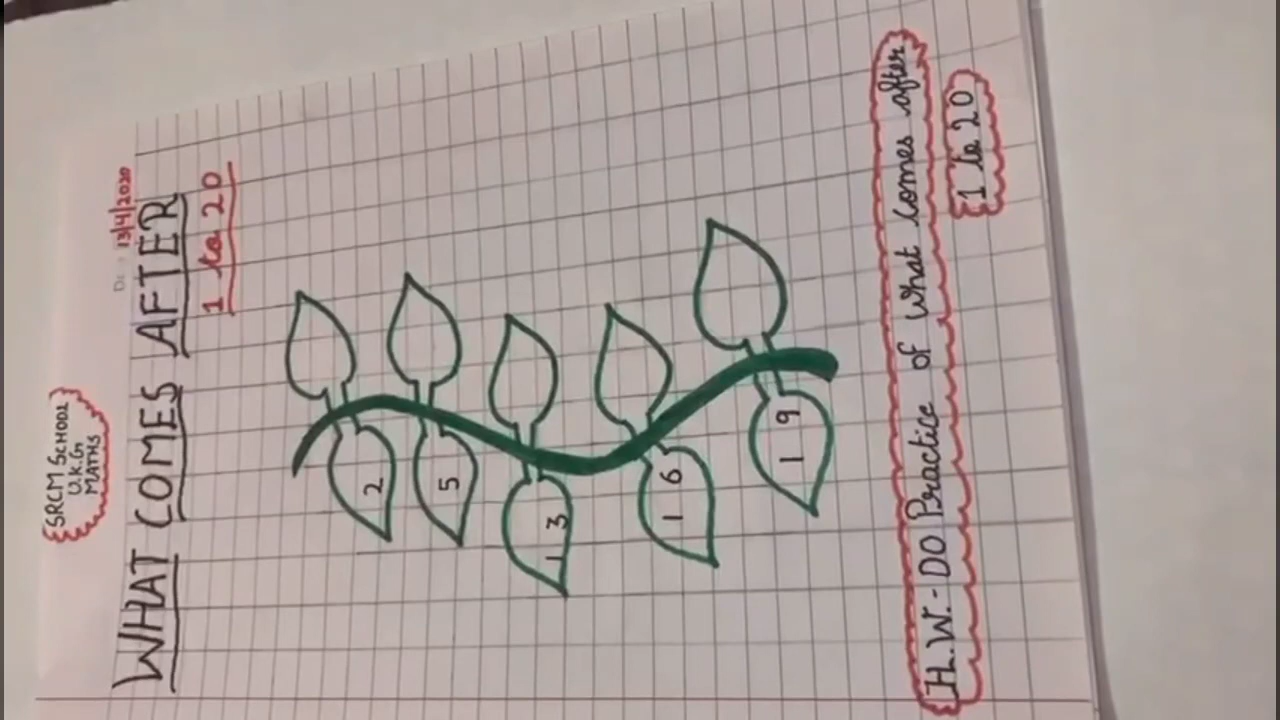 SRCM SCHOOL
U.K.G
MATHS
Dt : 13/4/2020
WHAT COMES AFTER
1 to 20
2
5
13
16
19
H.W.- DO Practice of what comes after
1 to 20